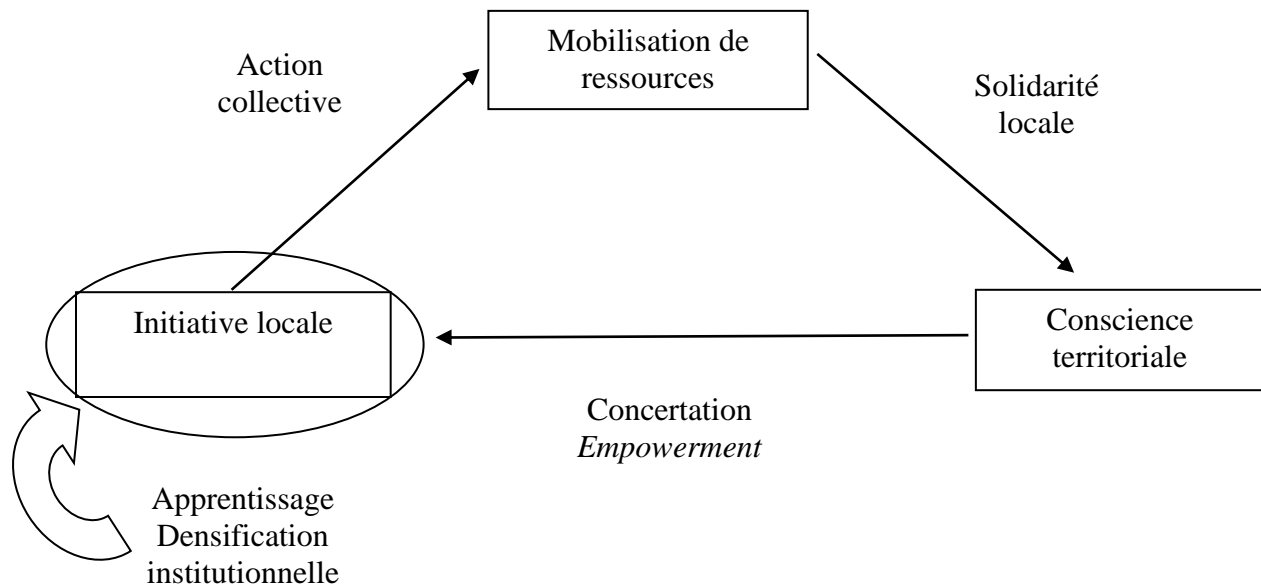 Mobilisation de
ressources
Action
collective
Solidarité
locale
Initiative locale
Conscience
territoriale
Concertation
Empowerment
Apprentissage
Densification
institutionnelle